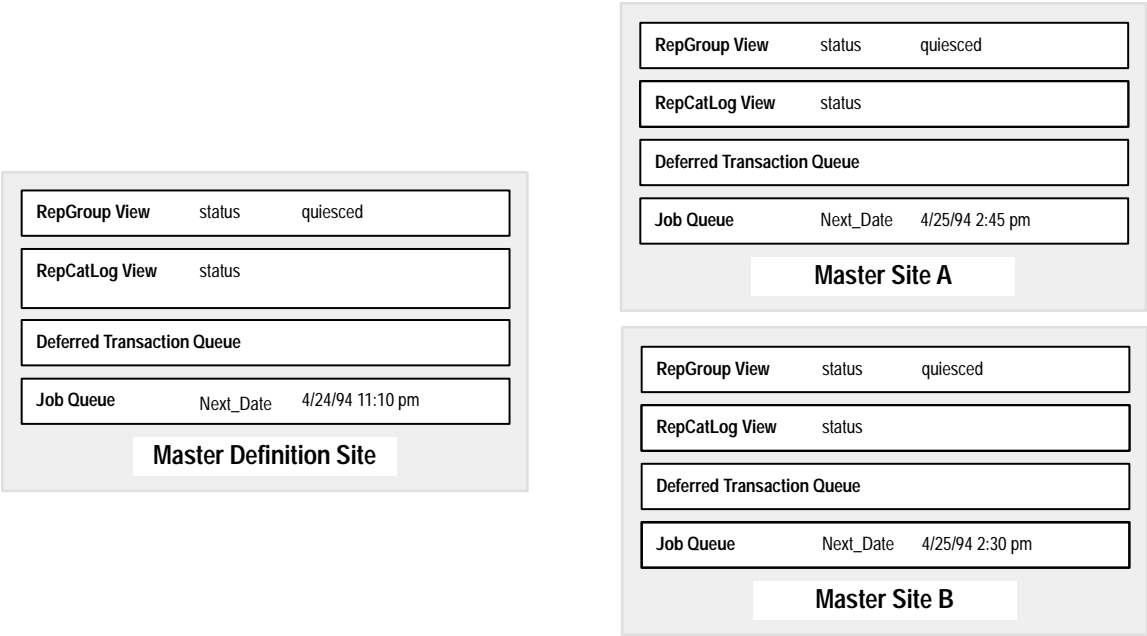 RepGroup View status quiesced
RepCatLog View status
Deferred Transaction Queue
Job Queue Next_Date 4/24/94 11:10 pm
Master Definition Site
RepGroup View status quiesced
RepCatLog View status
Deferred Transaction Queue
Job Queue Next_Date 4/25/94 2:45 pm
Master Site A
RepGroup View status quiesced
RepCatLog View status
Deferred Transaction Queue
Job Queue Next_Date 4/25/94 2:30 pm
Master Site B